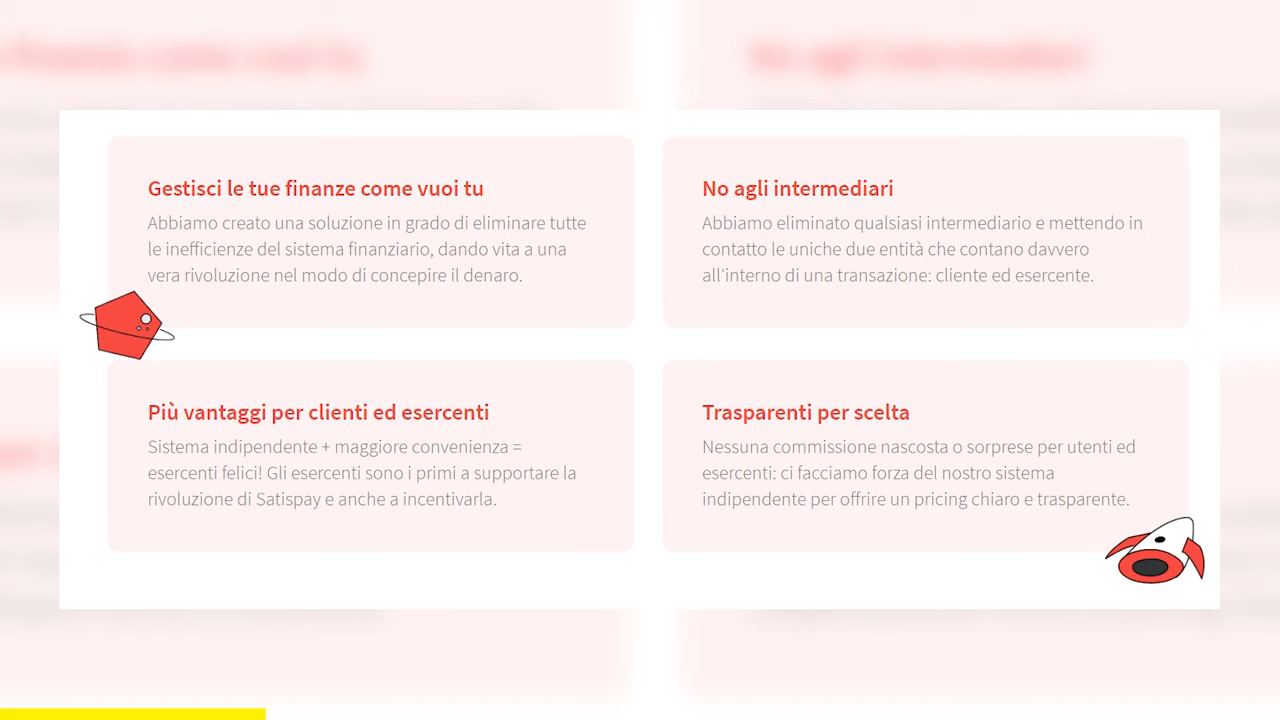 Gestisci le tue finanze come vuoi tu
Abbiamo creato una soluzione in grado di eliminare tutte
le inefficienze del sistema finanziario, dando vita a una
vera rivoluzione nel modo di concepire il denaro.
No agli intermediari
Abbiamo eliminato qualsiasi intermediario e mettendo in
contatto le uniche due entità che contano davvero
all'interno di una transazione: cliente ed esercente.
Più vantaggi per clienti ed esercenti
Sistema indipendente + maggiore convenienza =
esercenti felici! Gli esercenti sono i primi a supportare la
rivoluzione di Satispay e anche a incentivarla.
Trasparenti per scelta
Nessuna commissione nascosta o sorprese per utenti ed
esercenti: ci facciamo forza del nostro sistema
indipendente per offrire un pricing chiaro e trasparente.